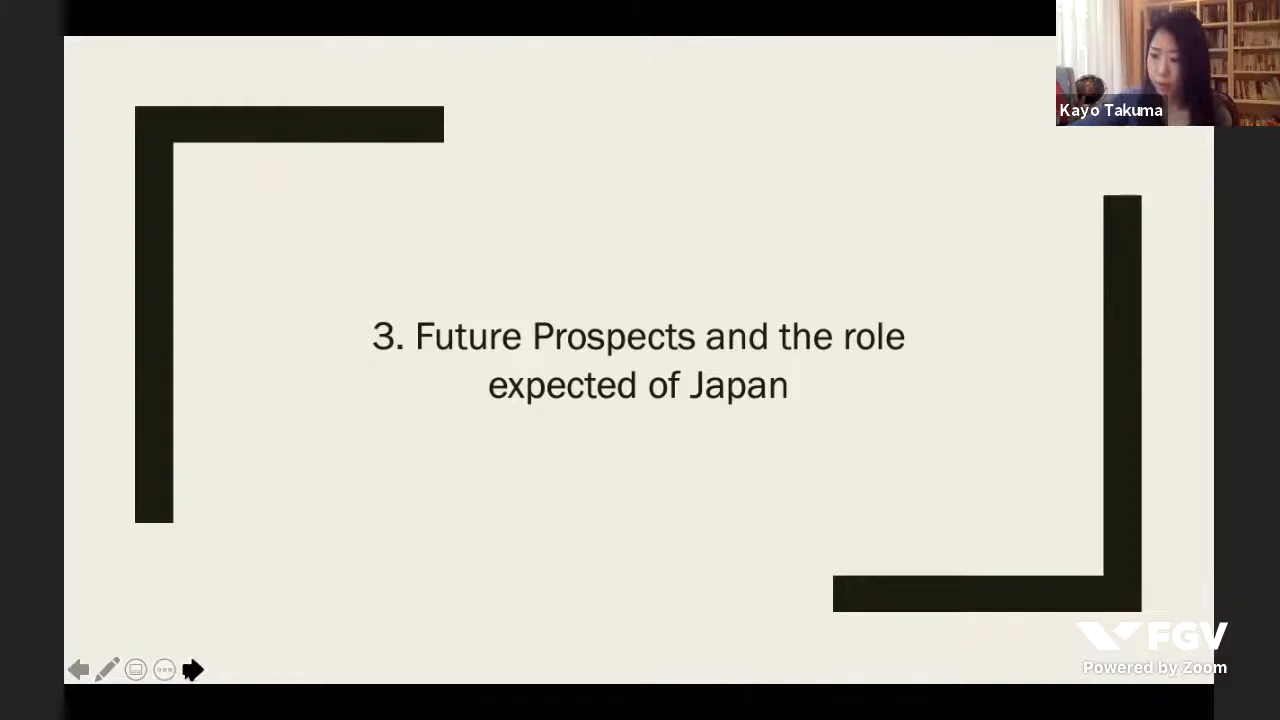 Kayo Takuma
3. Future Prospects and the role
expected of Japan
FGV
Powered by Zoom